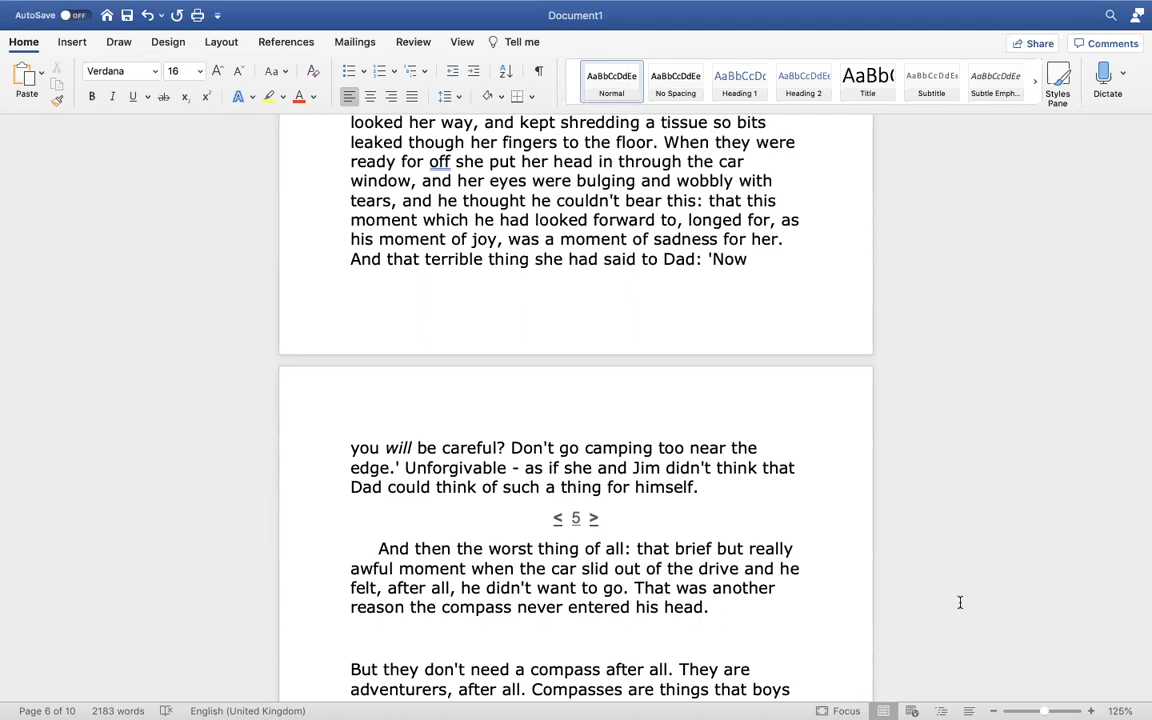 AutoSave OFF Document1
Home Insert Draw Design Layout References Mailings Review View Tell me Share Comments
Paste Verdana 16 A A Aa A
AaBbCcDdEe AaBbCcDdEe AaBbCcDc AaBbCcDdEe AaBb( AaBbCcDdEe AaBbCcDdEe
Normal No Spacing Heading 1 Heading 2 Title Subtitle Subtle Emph... Styles Pane Dictate
B I U ab x₂ x² A A
looked her way, and kept shredding a tissue so bits
leaked though her fingers to the floor. When they were
ready for off she put her head in through the car
window, and her eyes were bulging and wobbly with
tears, and he thought he couldn't bear this: that this
moment which he had looked forward to, longed for, as
his moment of joy, was a moment of sadness for her.
And that terrible thing she had said to Dad: 'Now
you will be careful? Don't go camping too near the
edge.' Unforgivable - as if she and Jim didn't think that
Dad could think of such a thing for himself.
< 5 >
And then the worst thing of all: that brief but really
awful moment when the car slid out of the drive and he
felt, after all, he didn't want to go. That was another
reason the compass never entered his head.
But they don't need a compass after all. They are
adventurers, after all. Compasses are things that boys
Page 6 of 10 2183 words English (United Kingdom) Focus 125%